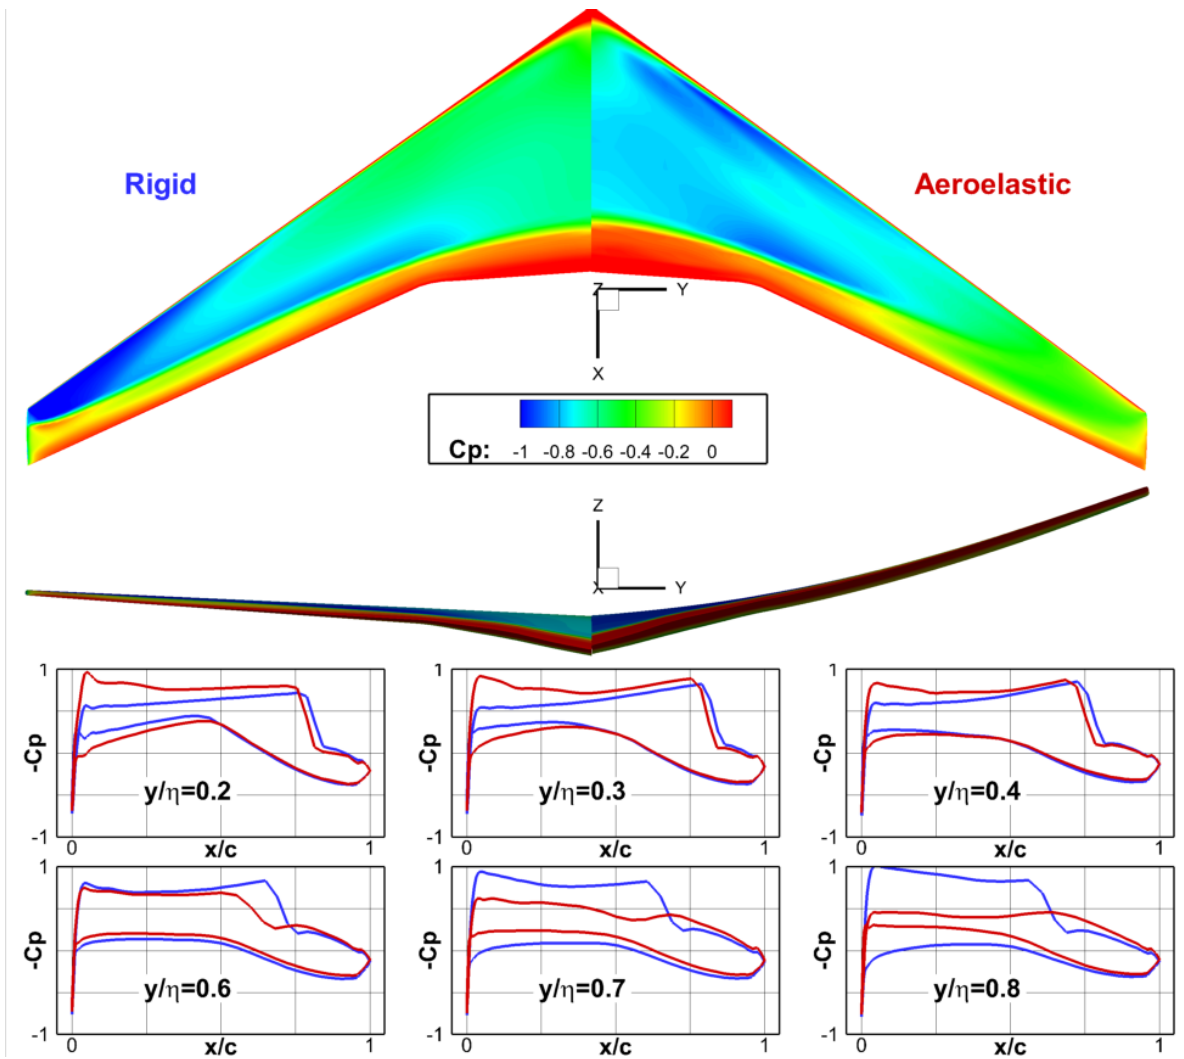 Rigid
Aeroelastic
Z
Y
X
Cp:
-1 -0.8 -0.6 -0.4 -0.2 0
Z
X
Y
1
-Cp
y/η=0.2
-1
0
x/c
1
1
-Cp
y/η=0.3
-1
0
x/c
1
1
-Cp
y/η=0.4
-1
0
x/c
1
1
-Cp
y/η=0.6
-1
0
x/c
1
1
-Cp
y/η=0.7
-1
0
x/c
1
1
-Cp
y/η=0.8
-1
0
x/c
1